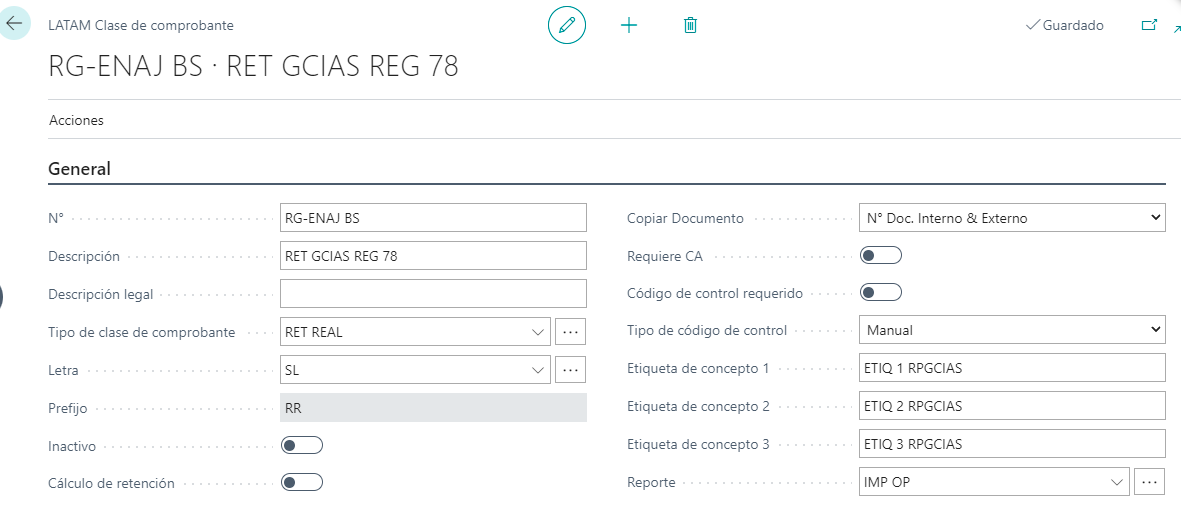 LATAM Clase de comprobante
Guardado
RG-ENAJ BS · RET GCIAS REG 78
Acciones
General
N° RG-ENAJ BS
Descripción RET GCIAS REG 78
Descripción legal
Tipo de clase de comprobante RET REAL
Letra SL
Prefijo RR
Inactivo
Cálculo de retención
Copiar Documento N° Doc. Interno & Externo
Requiere CA
Código de control requerido
Tipo de código de control Manual
Etiqueta de concepto 1 ETIQ 1 RPGCIAS
Etiqueta de concepto 2 ETIQ 2 RPGCIAS
Etiqueta de concepto 3 ETIQ 3 RPGCIAS
Reporte IMP OP